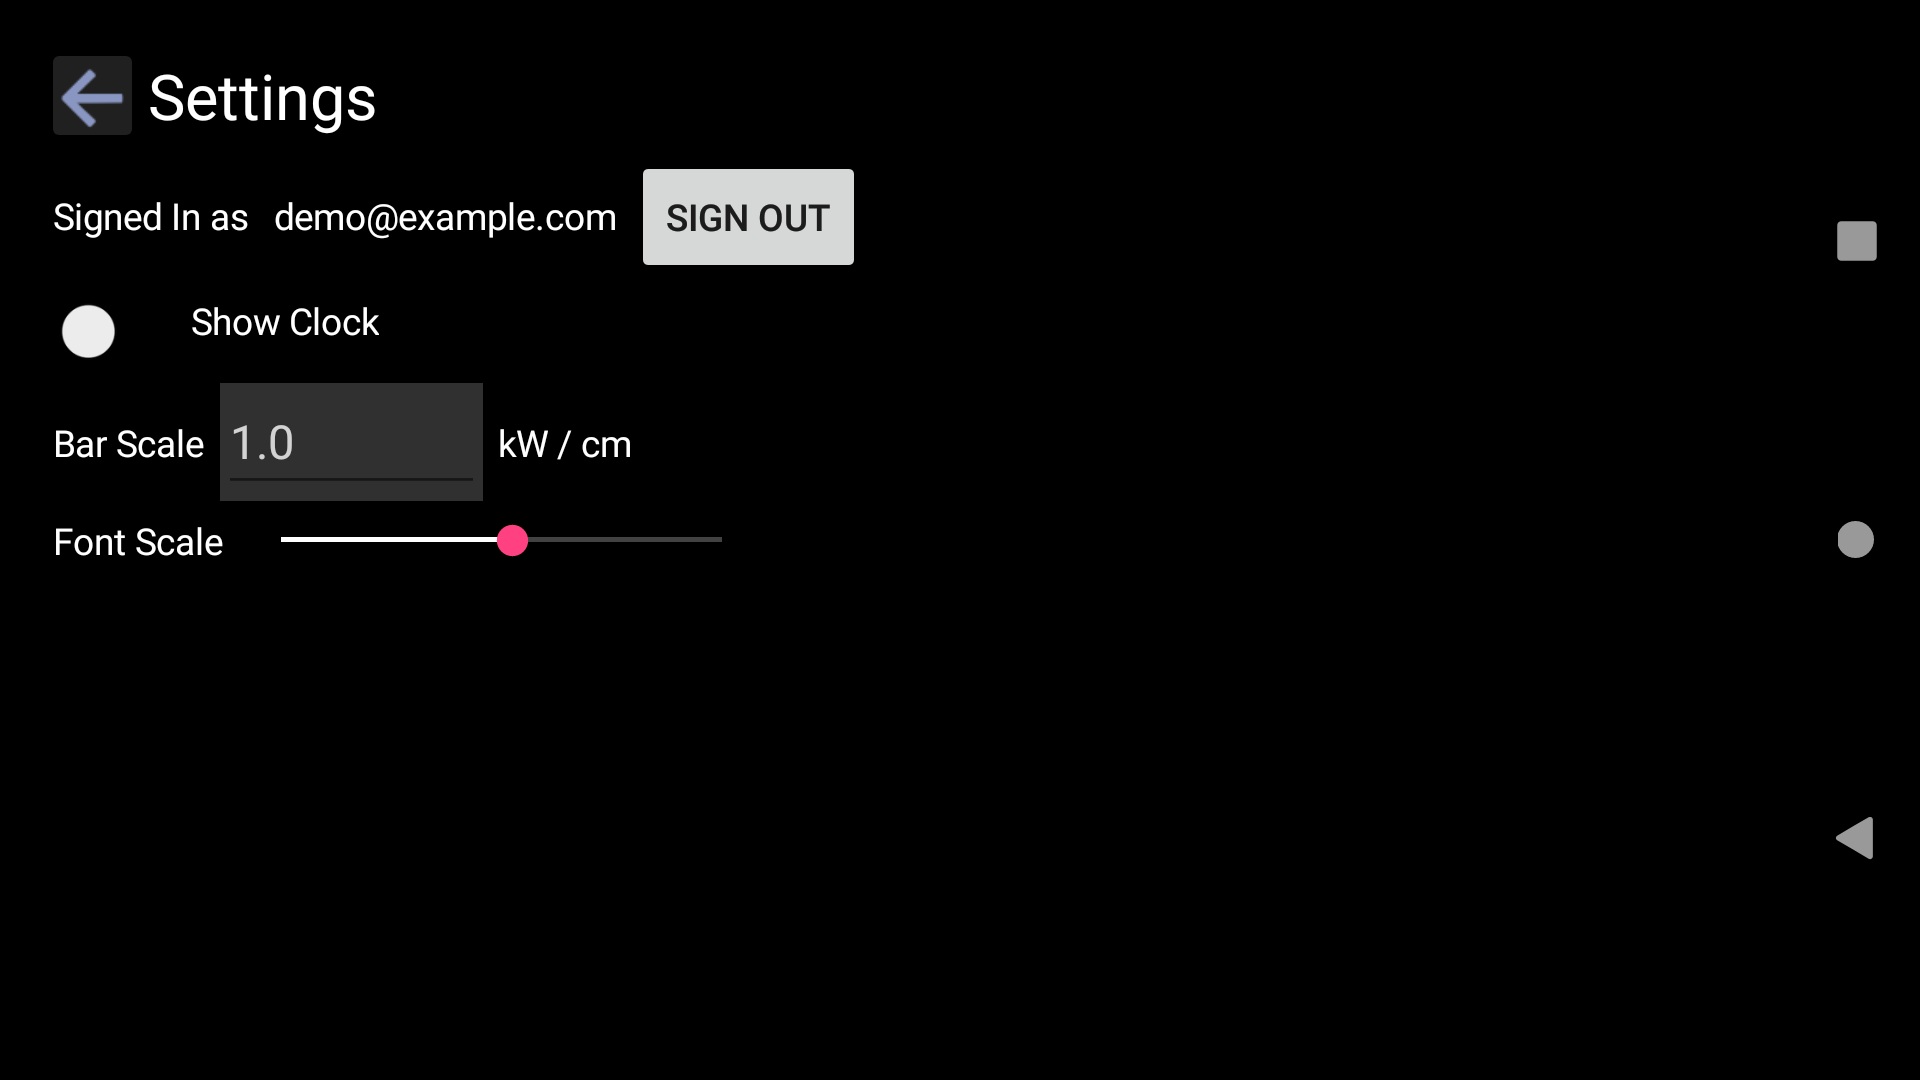 Settings
Signed In as demo@example.com SIGN OUT
Show Clock
Bar Scale 1.0 kW / cm
Font Scale